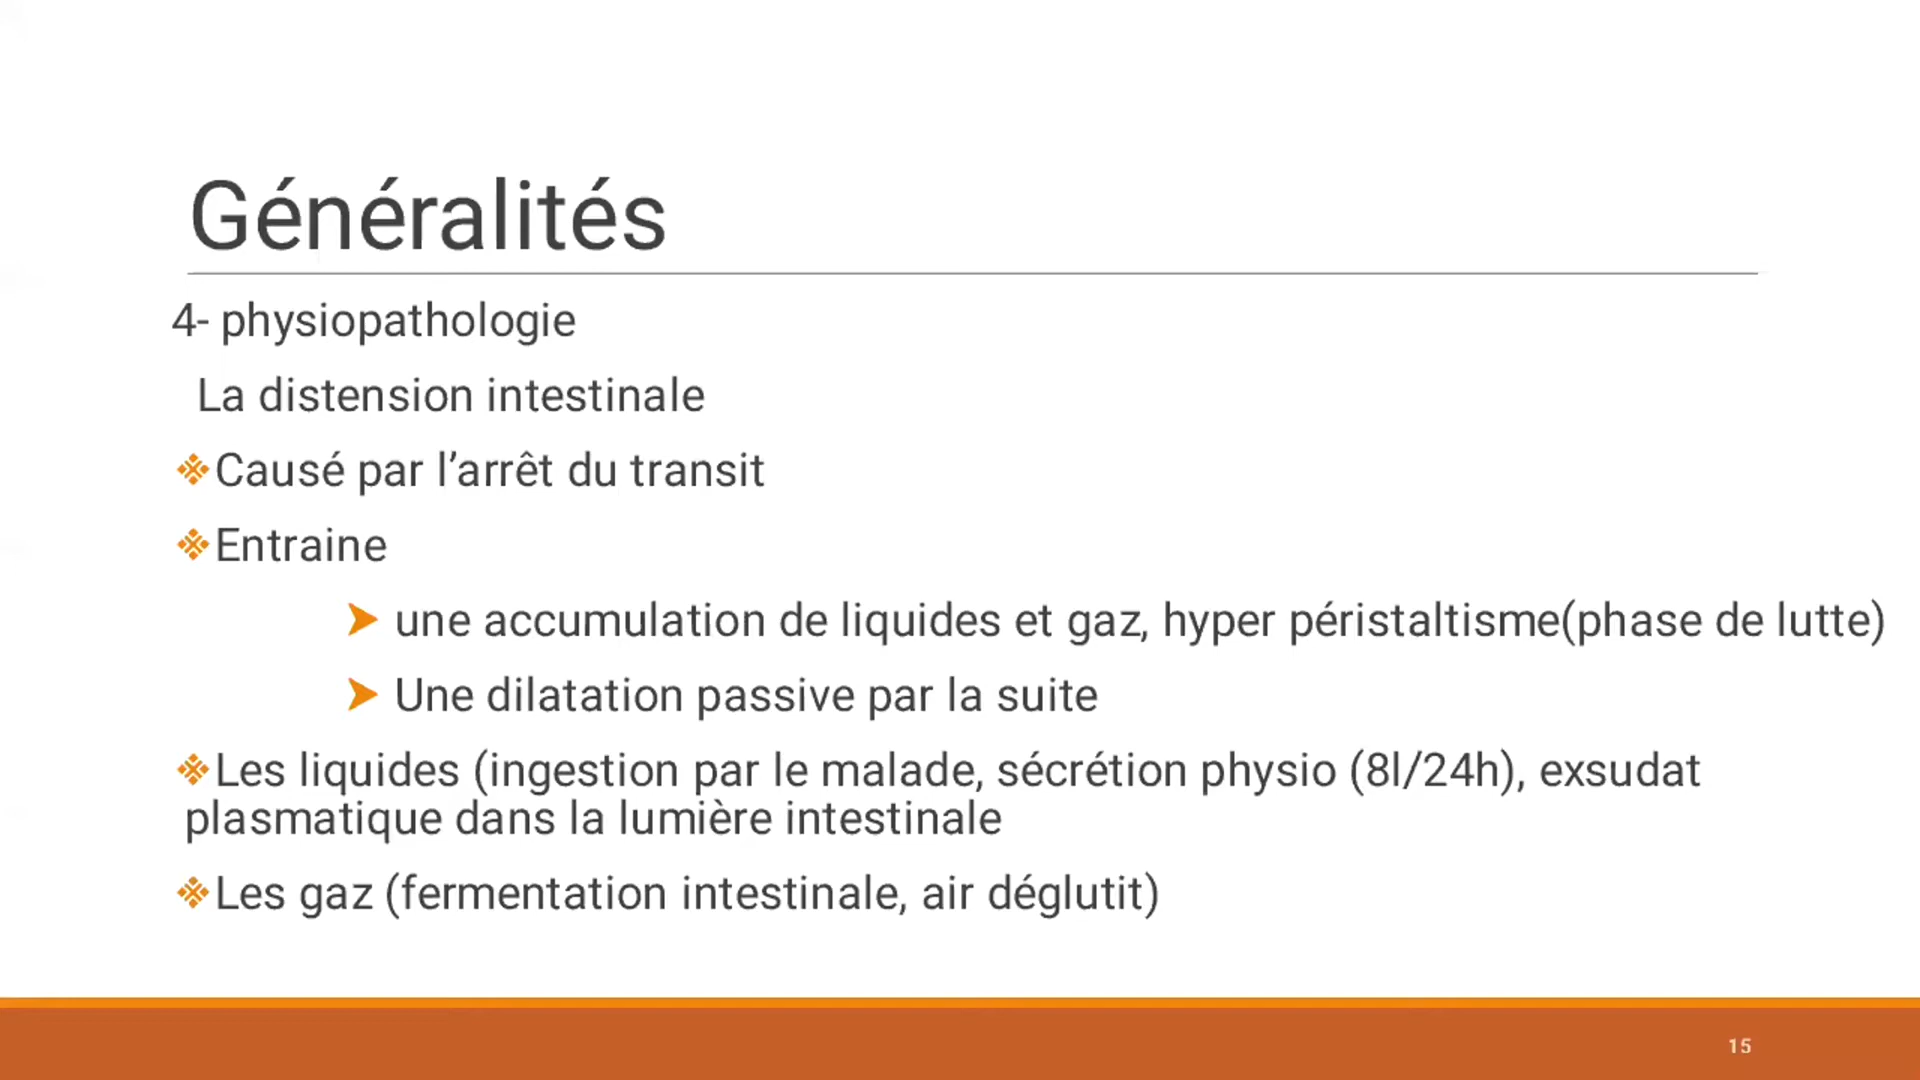 Généralités
4- physiopathologie
La distension intestinale
❖Causé par l’arrêt du transit
❖Entraine
➤ une accumulation de liquides et gaz, hyper péristaltisme(phase de lutte)
➤ Une dilatation passive par la suite
❖Les liquides (ingestion par le malade, sécrétion physio (8l/24h), exsudat
plasmatique dans la lumière intestinale
❖Les gaz (fermentation intestinale, air déglutit)
15